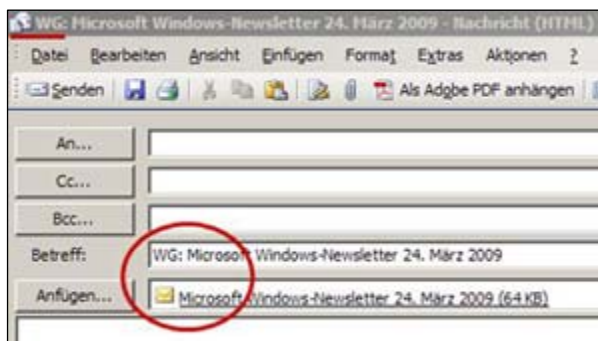 WG: Microsoft Windows-Newsletter 24. März 2009 - Nachricht (HTML)
Datei Bearbeiten Ansicht Einfügen Format Extras Aktionen ?
Senden Als Adobe PDF anhängen
An...
Cc...
Bcc...
Betreff: WG: Microsoft Windows-Newsletter 24. März 2009
Anfügen... Microsoft Windows-Newsletter 24. März 2009 (64 KB)